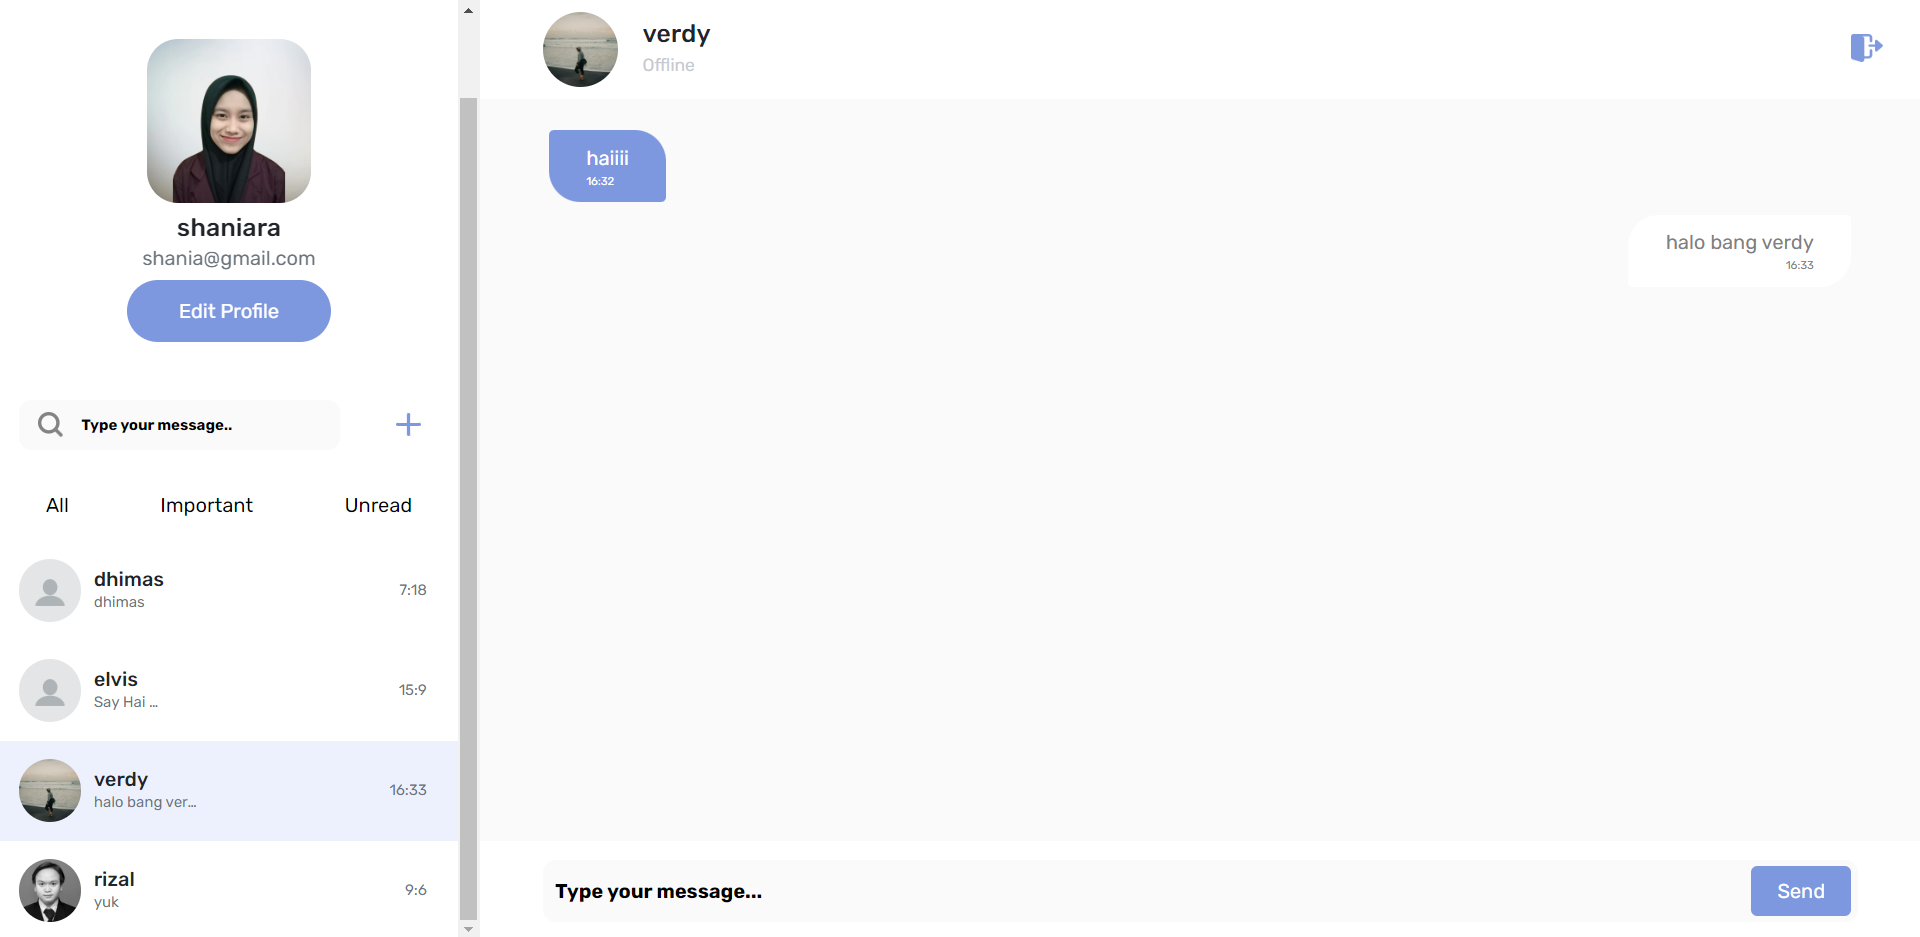 shaniara
shania@gmail.com
Edit Profile
Type your message..
All Important Unread
dhimas
dhimas
7:18
elvis
Say Hai ...
15:9
verdy
halo bang ver...
16:33
rizal
yuk
9:6
verdy
Offline
haiiii
16:32
halo bang verdy
16:33
Type your message...
Send